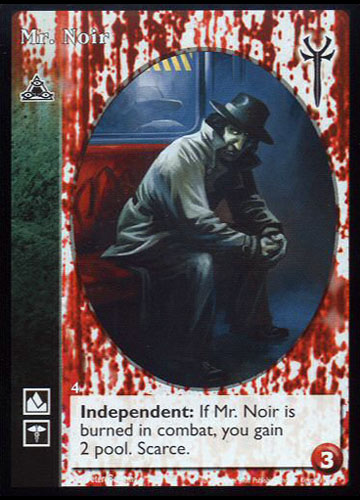 Mr. Noir
4
Independent: If Mr. Noir is
burned in combat, you gain
2 pool. Scarce.
3